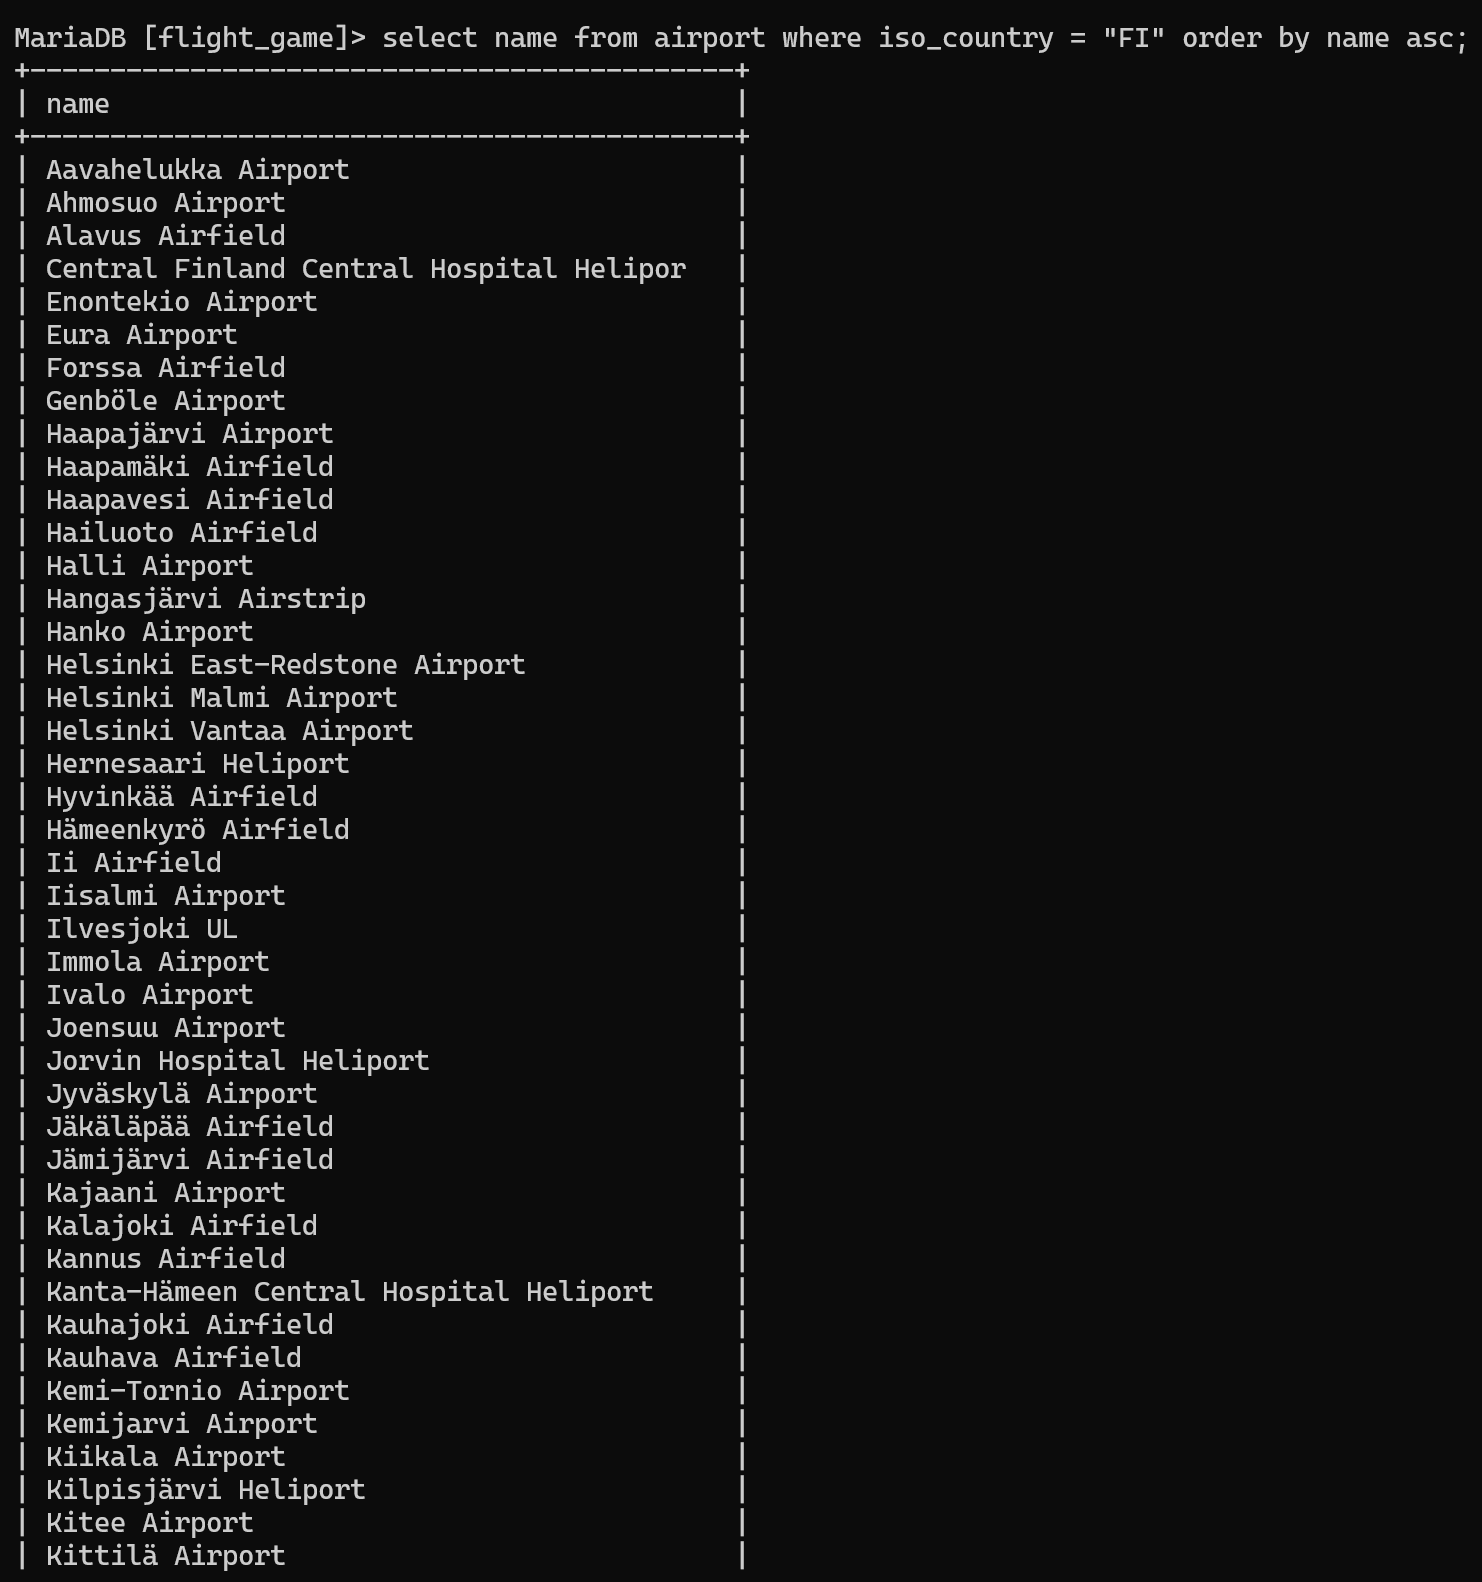 MariaDB [flight_game]> select name from airport where iso_country = "FI" order by name asc;
+--------------------------------------------+
| name                                       |
+--------------------------------------------+
| Aavahelukka Airport                        |
| Ahmosuo Airport                            |
| Alavus Airfield                            |
| Central Finland Central Hospital Helipor   |
| Enontekio Airport                          |
| Eura Airport                               |
| Forssa Airfield                            |
| Genböle Airport                            |
| Haapajärvi Airport                         |
| Haapamäki Airfield                         |
| Haapavesi Airfield                         |
| Hailuoto Airfield                          |
| Halli Airport                              |
| Hangasjärvi Airstrip                       |
| Hanko Airport                              |
| Helsinki East-Redstone Airport             |
| Helsinki Malmi Airport                     |
| Helsinki Vantaa Airport                    |
| Hernesaari Heliport                        |
| Hyvinkää Airfield                          |
| Hämeenkyrö Airfield                        |
| Ii Airfield                                |
| Iisalmi Airport                            |
| Ilvesjoki UL                               |
| Immola Airport                             |
| Ivalo Airport                              |
| Joensuu Airport                            |
| Jorvin Hospital Heliport                   |
| Jyväskylä Airport                          |
| Jäkäläpää Airfield                         |
| Jämijärvi Airfield                         |
| Kajaani Airport                            |
| Kalajoki Airfield                          |
| Kannus Airfield                            |
| Kanta-Hämeen Central Hospital Heliport     |
| Kauhajoki Airfield                         |
| Kauhava Airfield                           |
| Kemi-Tornio Airport                        |
| Kemijarvi Airport                          |
| Kiikala Airport                            |
| Kilpisjärvi Heliport                       |
| Kitee Airport                              |
| Kittilä Airport                            |